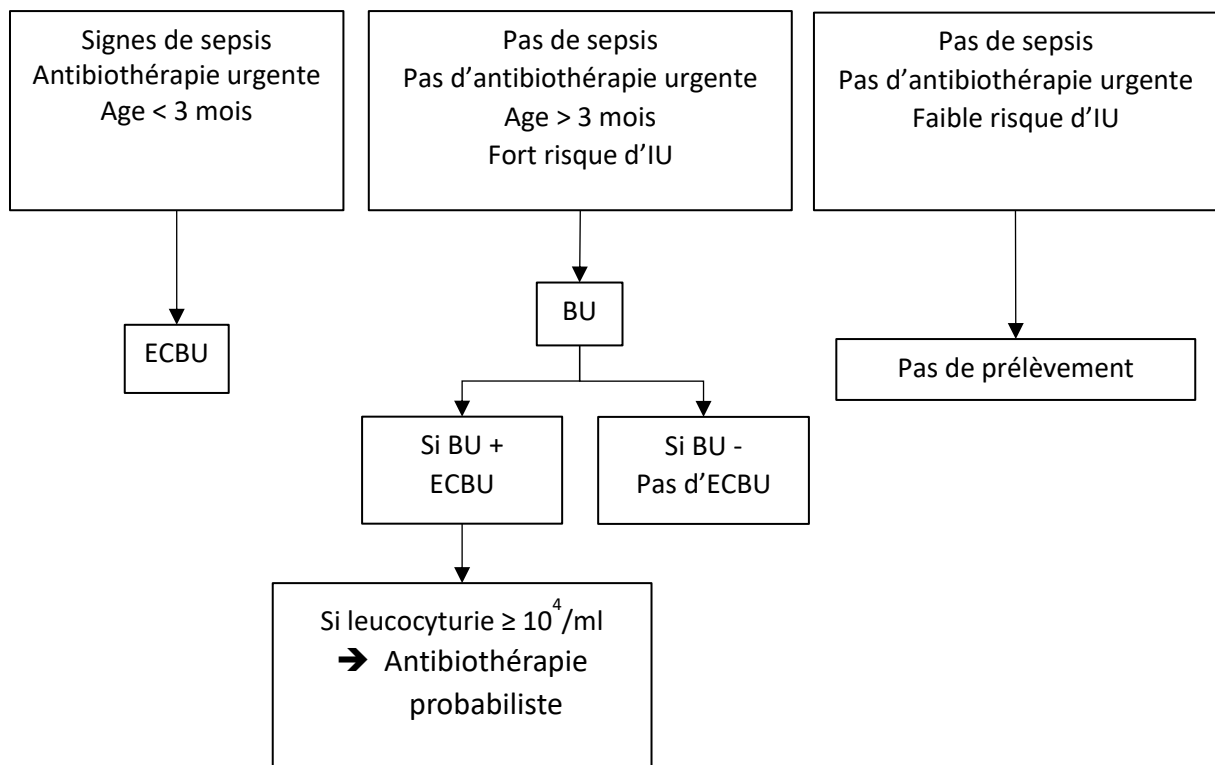 Signes de sepsis
Antibiothérapie urgente
Age < 3 mois
Pas de sepsis
Pas d’antibiothérapie urgente
Age > 3 mois
Fort risque d’IU
Pas de sepsis
Pas d’antibiothérapie urgente
Faible risque d’IU
ECBU
BU
Pas de prélèvement
Si BU +
ECBU
Si BU -
Pas d’ECBU
Si leucocyturie ≥ 10⁴/ml
➔ Antibiothérapie
probabiliste